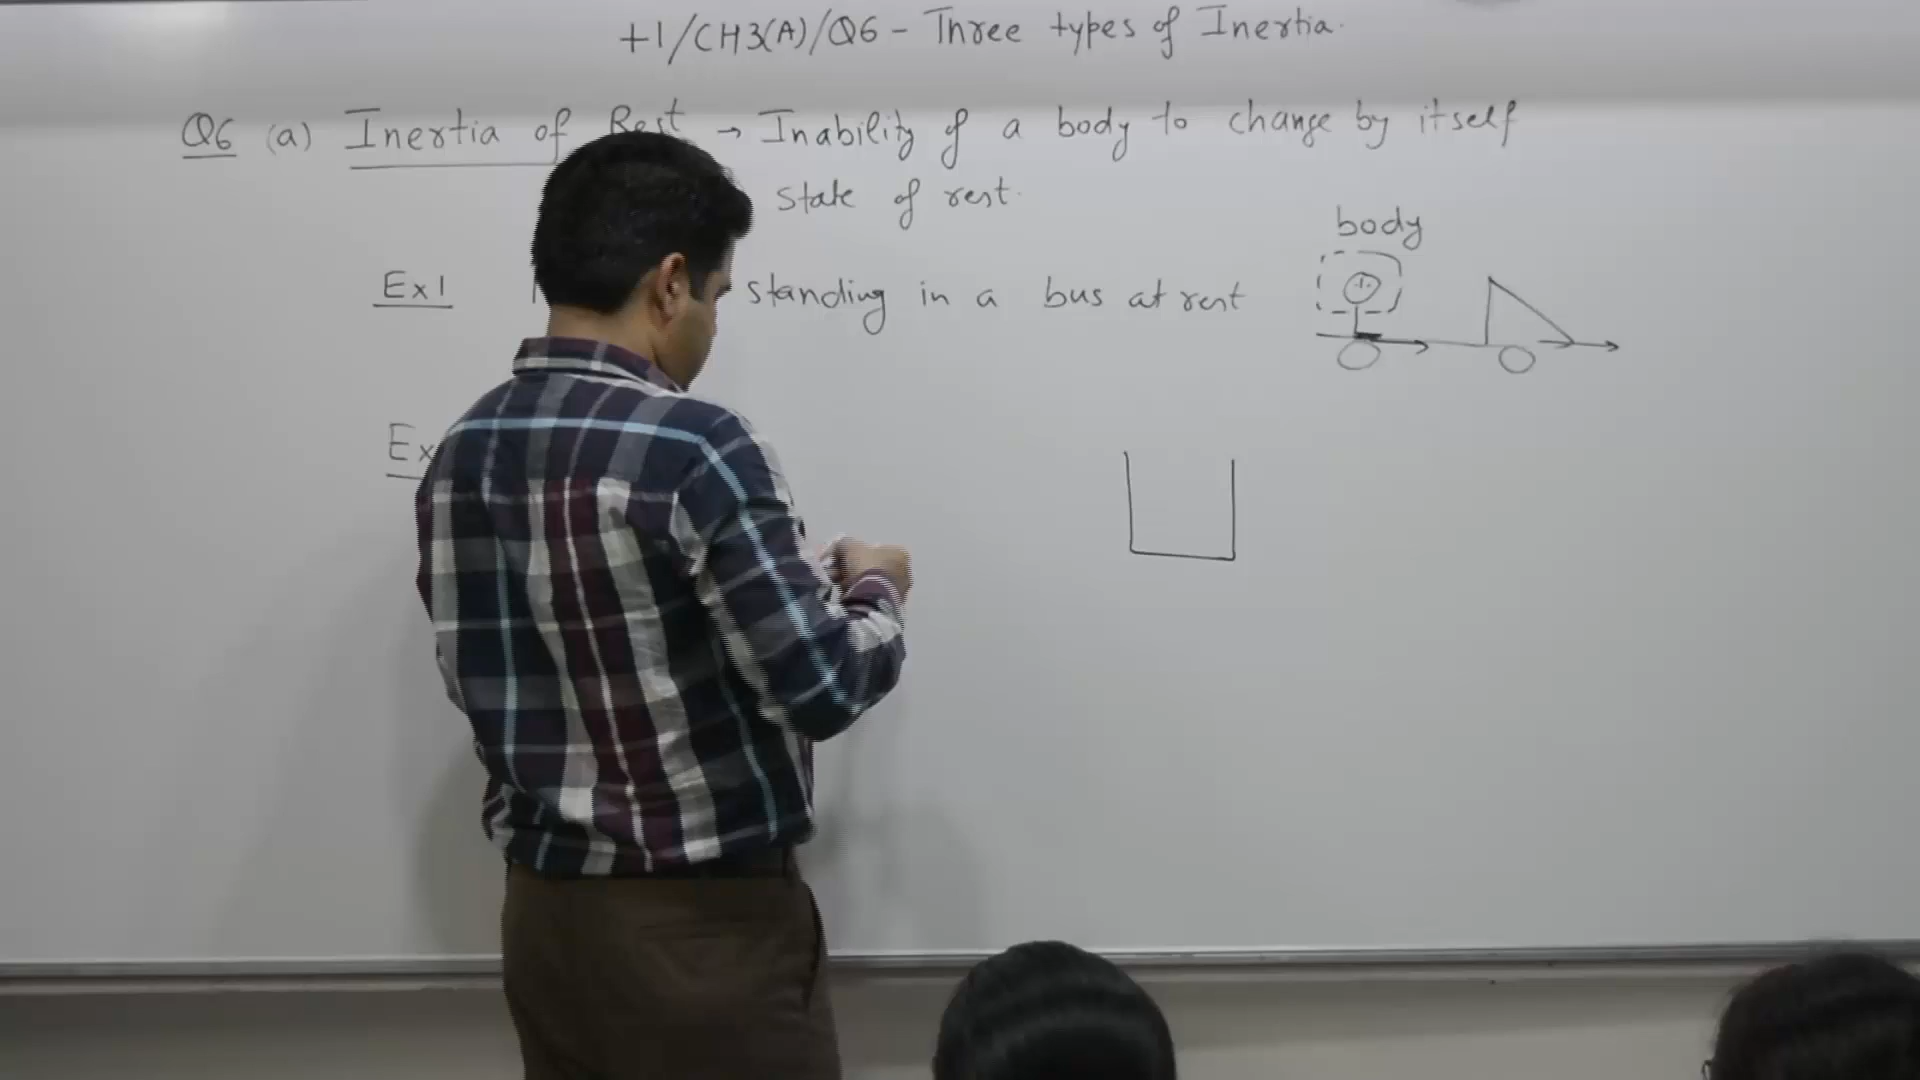 +1/CH3(A)/Q6 - Three types of Inertia.
Q6 (a) Inertia of Rest → Inability of a body to change by itself
state of rest.
body
Ex1 standing in a bus at rest
Ex